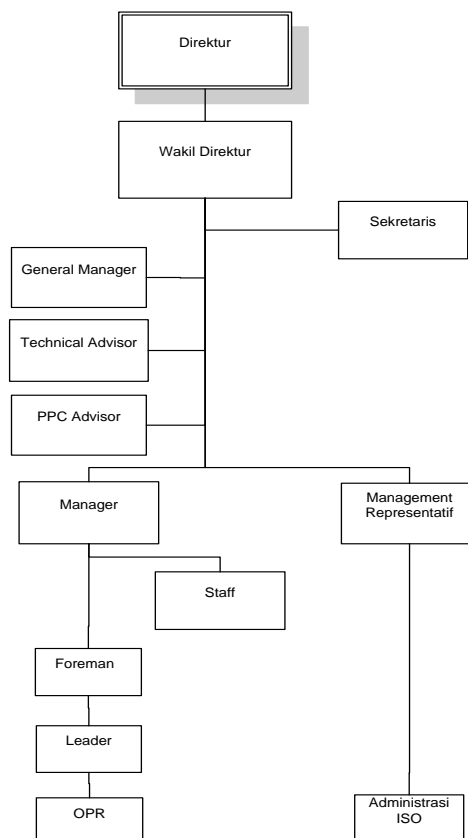 Direktur
Wakil Direktur
Sekretaris
General Manager
Technical Advisor
PPC Advisor
Manager
Management
Representatif
Staff
Foreman
Leader
OPR
Administrasi
ISO